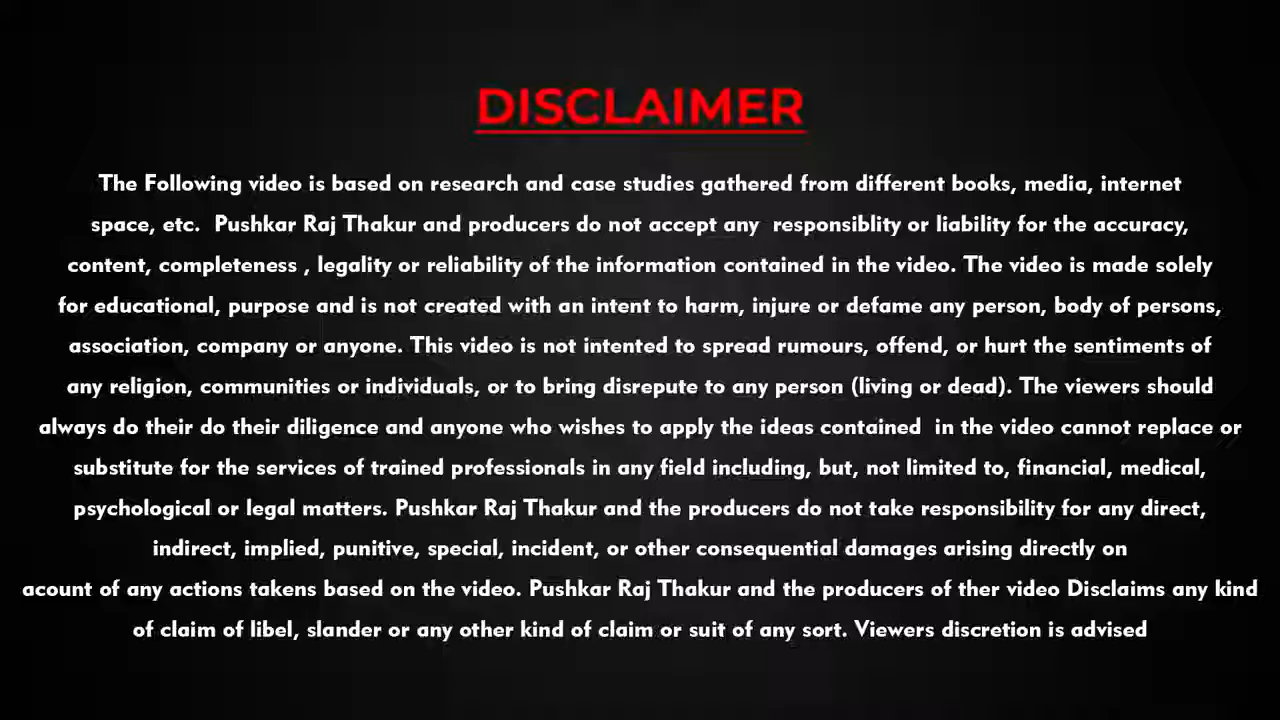 DISCLAIMER
The Following video is based on research and case studies gathered from different books, media, internet
space, etc.  Pushkar Raj Thakur and producers do not accept any  responsiblity or liability for the accuracy,
content, completeness , legality or reliability of the information contained in the video. The video is made solely
for educational, purpose and is not created with an intent to harm, injure or defame any person, body of persons,
association, company or anyone. This video is not intented to spread rumours, offend, or hurt the sentiments of
any religion, communities or individuals, or to bring disrepute to any person (living or dead). The viewers should
always do their do their diligence and anyone who wishes to apply the ideas contained  in the video cannot replace or
substitute for the services of trained professionals in any field including, but, not limited to, financial, medical,
psychological or legal matters. Pushkar Raj Thakur and the producers do not take responsibility for any direct,
indirect, implied, punitive, special, incident, or other consequential damages arising directly on
acount of any actions takens based on the video. Pushkar Raj Thakur and the producers of ther video Disclaims any kind
of claim of libel, slander or any other kind of claim or suit of any sort. Viewers discretion is advised